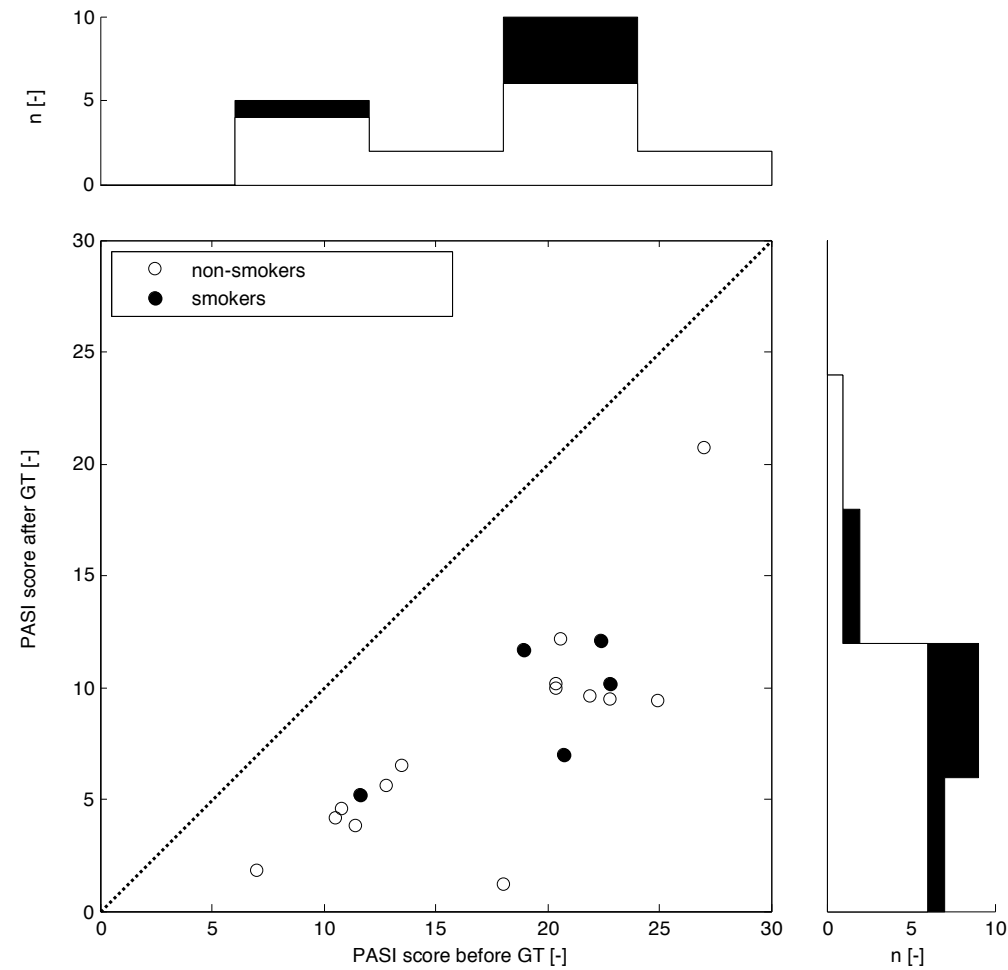 10
5
0
n [-]
30
25
20
15
10
5
0
PASI score after GT [-]
non-smokers
smokers
0 5 10 15 20 25 30
PASI score before GT [-]
0 5 10
n [-]